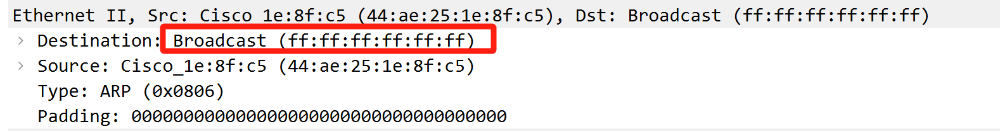 Ethernet II, Src: Cisco_1e:8f:c5 (44:ae:25:1e:8f:c5), Dst: Broadcast (ff:ff:ff:ff:ff:ff)
Destination: Broadcast (ff:ff:ff:ff:ff:ff)
Source: Cisco_1e:8f:c5 (44:ae:25:1e:8f:c5)
Type: ARP (0x0806)
Padding: 000000000000000000000000000000000000